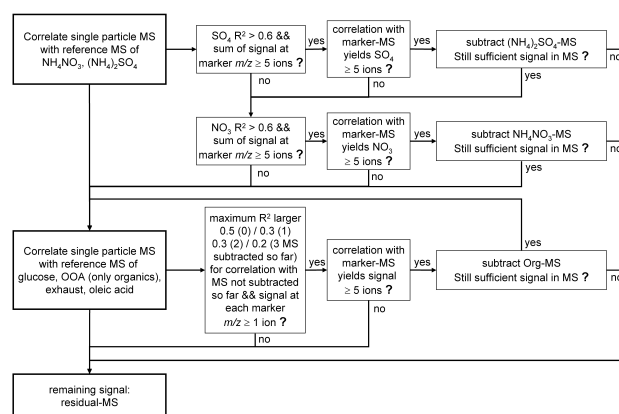 Correlate single particle MS
with reference MS of
NH₄NO₃, (NH₄)₂SO₄
SO₄ R² > 0.6 &&
sum of signal at
marker m/z ≥ 5 ions ?
yes
no
correlation with
marker-MS
yields SO₄
≥ 5 ions ?
yes
no
subtract (NH₄)₂SO₄-MS
Still sufficient signal in MS ?
no
yes
NO₃ R² > 0.6 &&
sum of signal at
marker m/z ≥ 5 ions ?
yes
no
correlation with
marker-MS
yields NO₃
≥ 5 ions ?
yes
no
subtract NH₄NO₃-MS
Still sufficient signal in MS ?
no
yes
Correlate single particle MS
with reference MS of
glucose, OOA (only organics),
exhaust, oleic acid
maximum R² larger
0.5 (0) / 0.3 (1)
0.3 (2) / 0.2 (3 MS
subtracted so far)
for correlation with
MS not subtracted
so far && signal at
each marker
m/z ≥ 1 ion ?
yes
no
correlation with
marker-MS
yields signal
≥ 5 ions ?
yes
no
yes
subtract Org-MS
Still sufficient signal in MS ?
no
remaining signal:
residual-MS